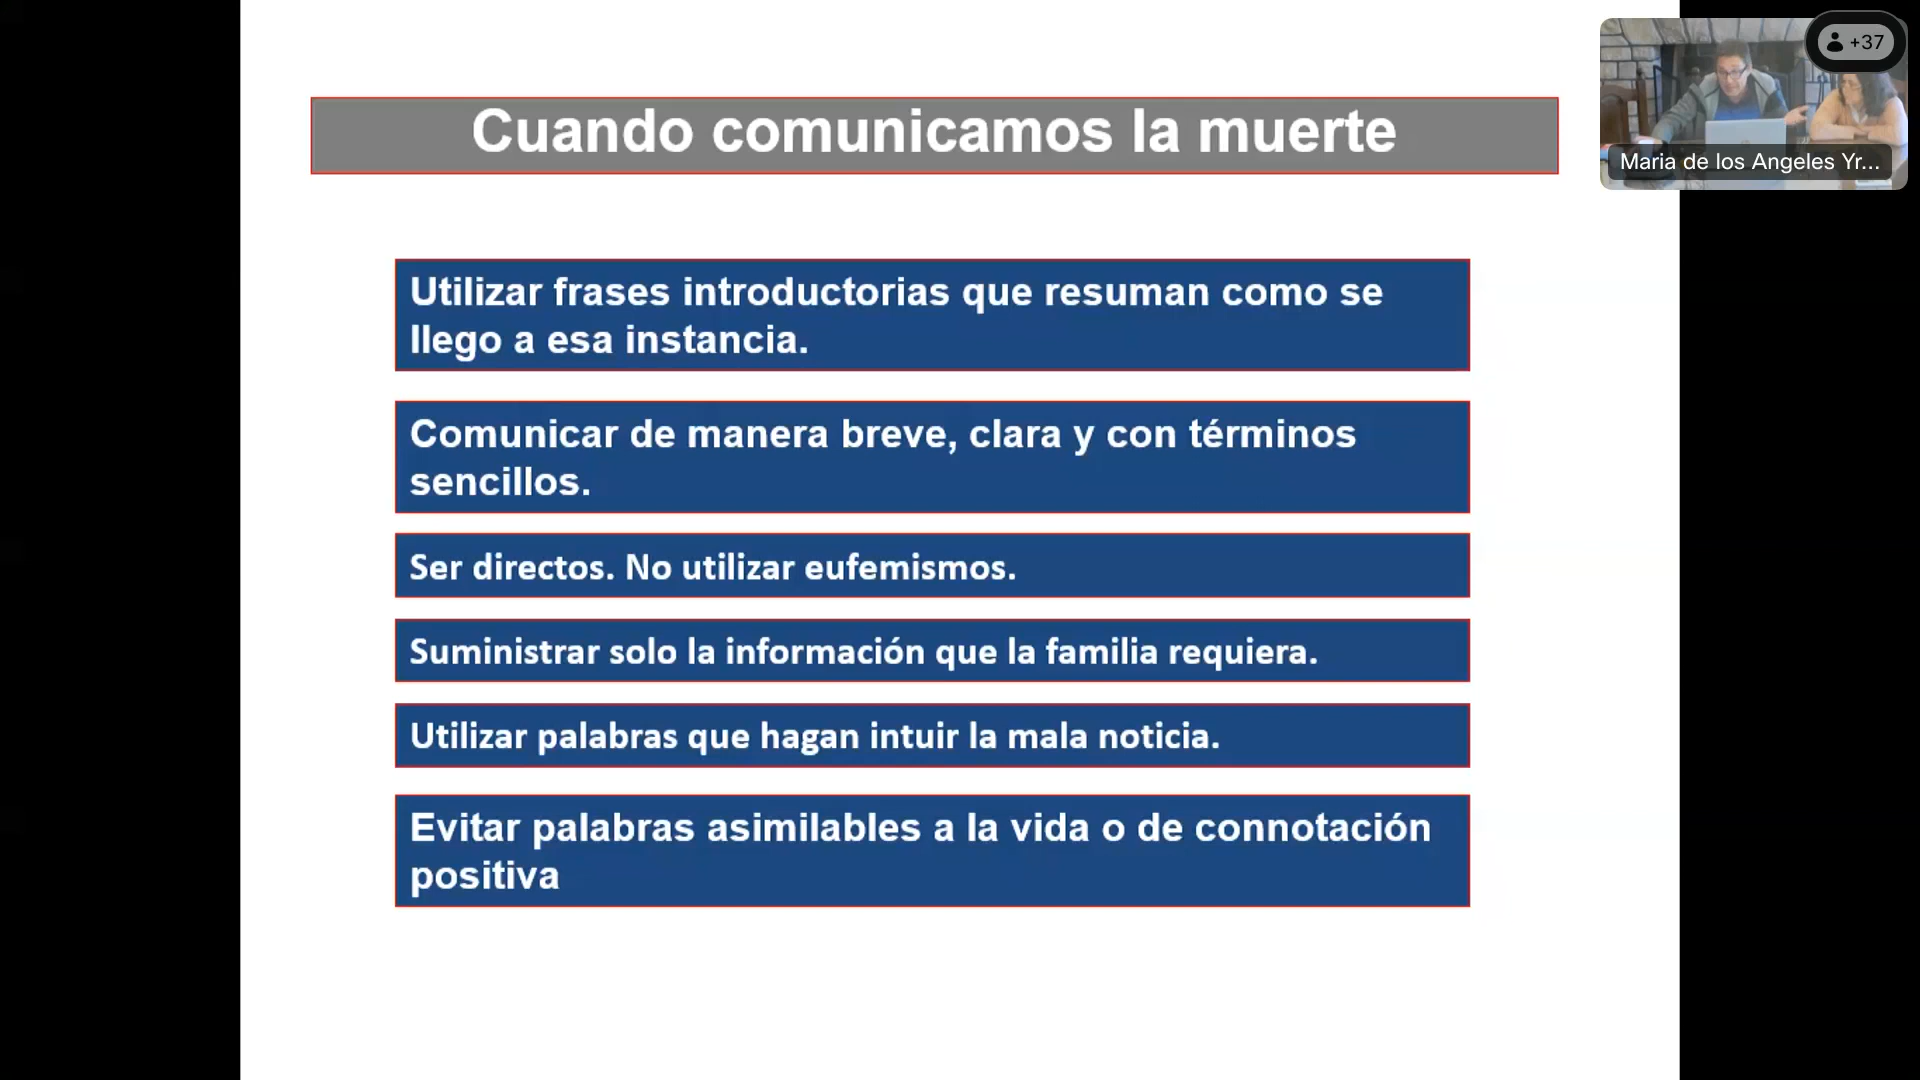 Cuando comunicamos la muerte
+37
Maria de los Angeles Yr...
Utilizar frases introductorias que resuman como se
llego a esa instancia.
Comunicar de manera breve, clara y con términos
sencillos.
Ser directos. No utilizar eufemismos.
Suministrar solo la información que la familia requiera.
Utilizar palabras que hagan intuir la mala noticia.
Evitar palabras asimilables a la vida o de connotación
positiva